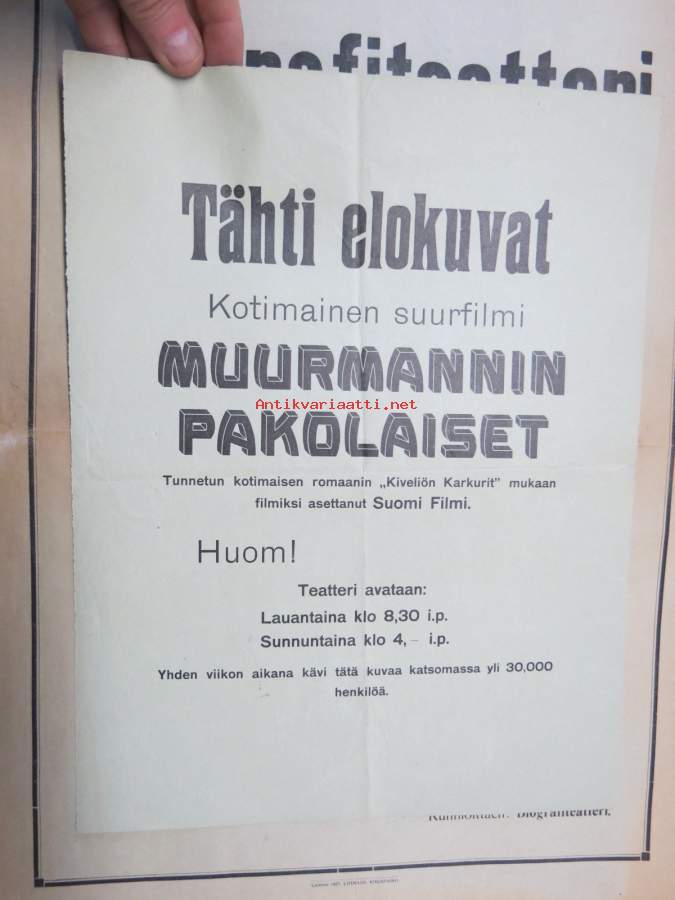 Tähti elokuvat
Kotimainen suurfilmi
MUURMANNIN
Antikvariaatti.net
PAKOLAISET
Tunnetun kotimaisen romaanin „Kiveliön Karkurit” mukaan
filmiksi asettanut Suomi Filmi.
Huom!
Teatteri avataan:
Lauantaina klo 8,30 i.p.
Sunnuntaina klo 4,– i.p.
Yhden viikon aikana kävi tätä kuvaa katsomassa yli 30,000
henkilöä.
Biografiteatteri.